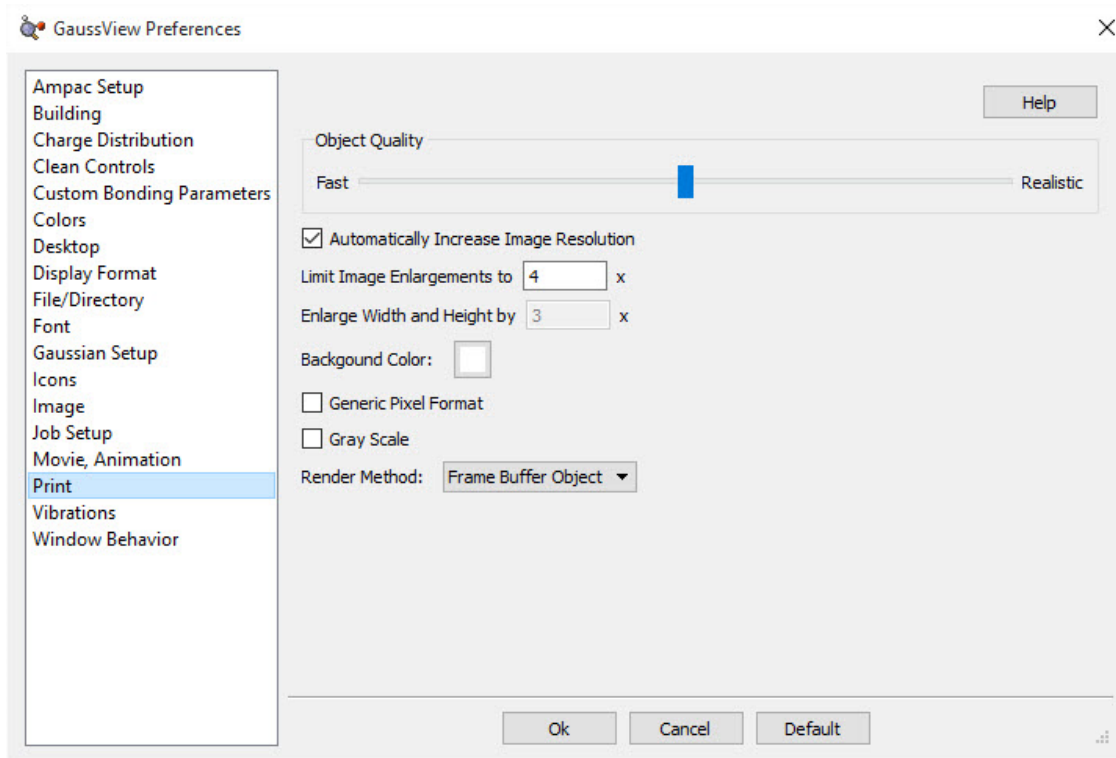 GaussView Preferences
Ampac Setup
Building
Charge Distribution
Clean Controls
Custom Bonding Parameters
Colors
Desktop
Display Format
File/Directory
Font
Gaussian Setup
Icons
Image
Job Setup
Movie, Animation
Print
Vibrations
Window Behavior
Help
Object Quality
Fast Realistic
Automatically Increase Image Resolution
Limit Image Enlargements to 4 x
Enlarge Width and Height by 3 x
Backgound Color:
Generic Pixel Format
Gray Scale
Render Method: Frame Buffer Object
Ok Cancel Default